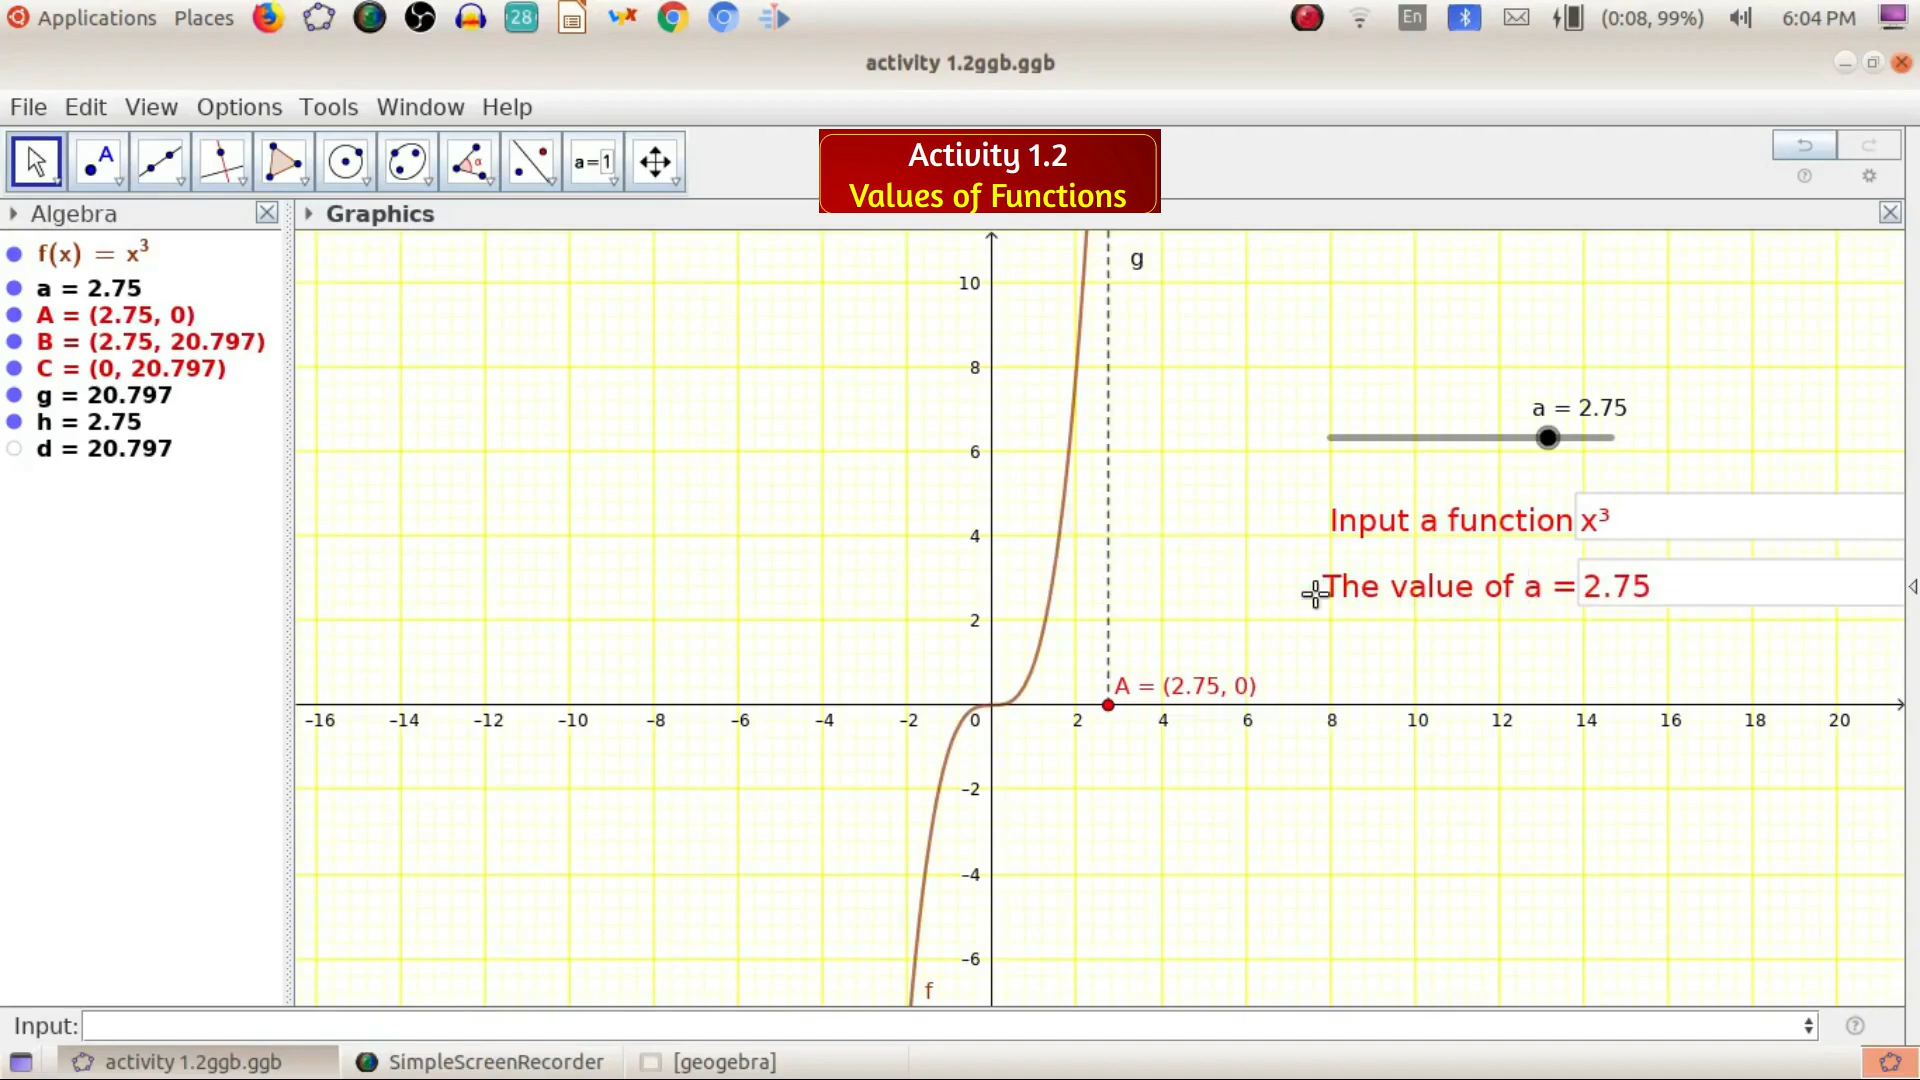 Applications Places 28 En (0:08, 99%) 6:04 PM
activity 1.2ggb.ggb
File Edit View Options Tools Window Help
A α a=1
Activity 1.2
Values of Functions
Algebra
Graphics
f(x) = x³
a = 2.75
A = (2.75, 0)
B = (2.75, 20.797)
C = (0, 20.797)
g = 20.797
h = 2.75
d = 20.797
g
10
8
6
4
2
a = 2.75
Input a function x³
The value of a = 2.75
A = (2.75, 0)
–16 –14 –12 –10 –8 –6 –4 –2 0 2 4 6 8 10 12 14 16 18 20
–2
–4
–6
f
Input:
activity 1.2ggb.ggb SimpleScreenRecorder [geogebra]